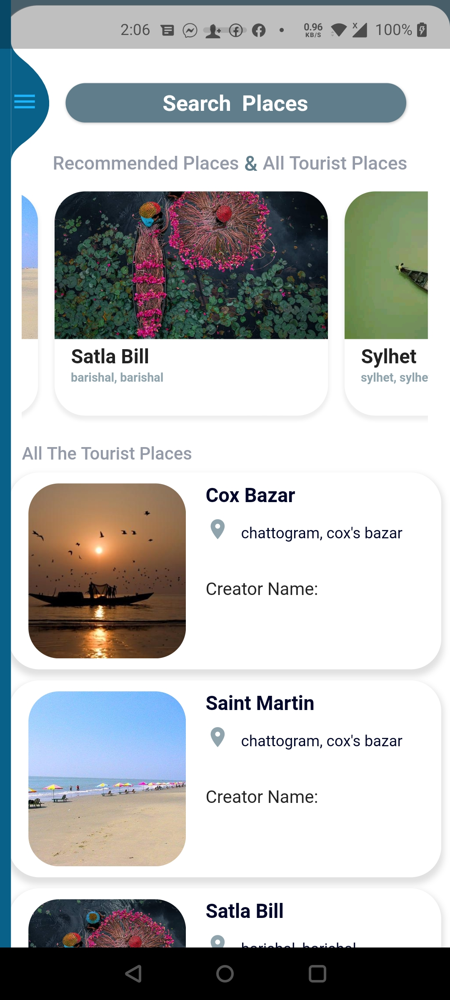 2:06 0.96 KB/S X 100%
Search Places
Recommended Places & All Tourist Places
Satla Bill
barishal, barishal
Sylhet
sylhet, sylhe
All The Tourist Places
Cox Bazar
chattogram, cox's bazar
Creator Name:
Saint Martin
chattogram, cox's bazar
Creator Name:
Satla Bill
barishal, barishal